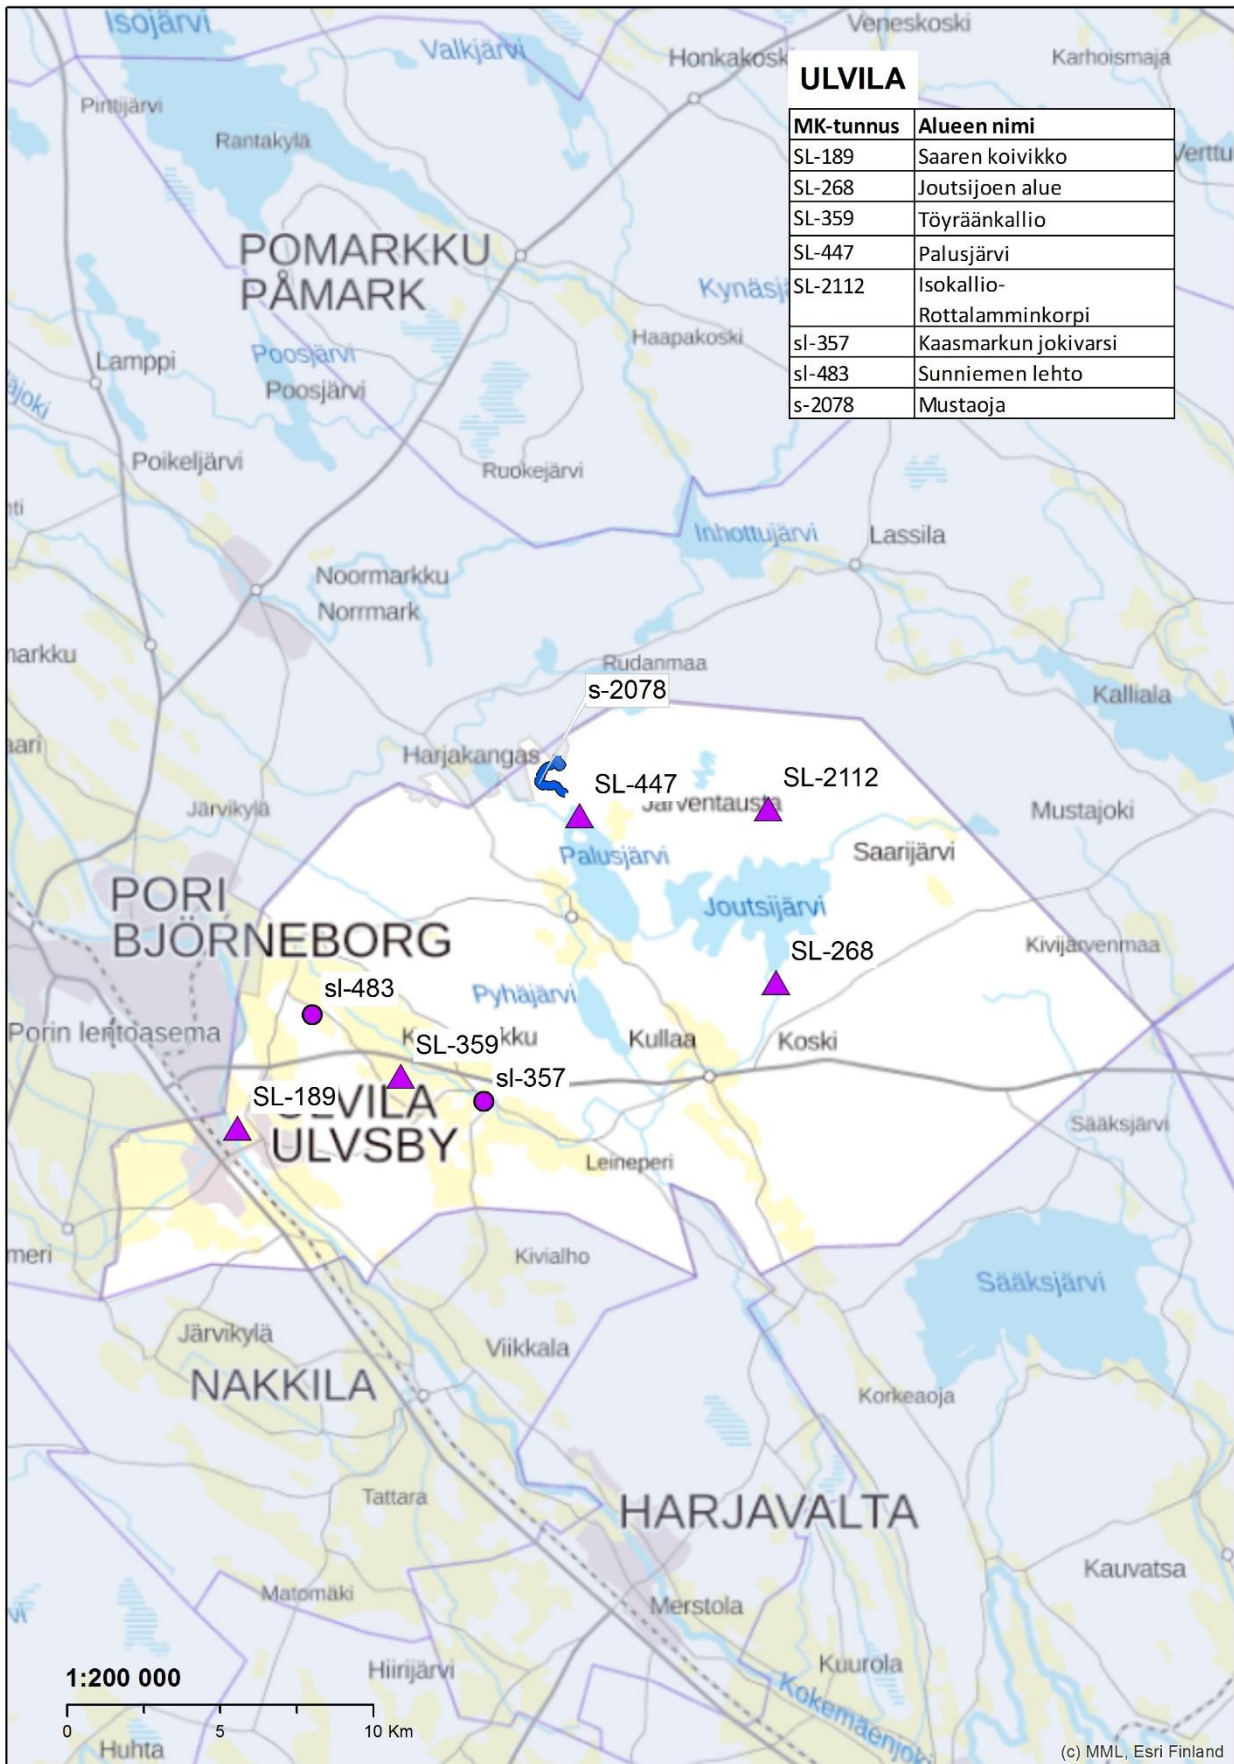 Isojärvi
Veneskoski
Valkjärvi
Karhoismaja
ULVILA
Pinttijärvi
MK-tunnus Alueen nimi
Rantakylä
SL-189 Saaren koivikko
SL-268 Joutsijoen alue
SL-359 Töyräänkallio
POMARKKU
SL-447 Palusjärvi
PÅMARK
SL-2112 Isokallio-
Rottalamminkorpi
Haapakoski
sl-357 Kaasmarkun jokivarsi
Lamppi
Poosjärvi
sl-483 Sunniemen lehto
Poosjärvi
s-2078 Mustaoja
Poikeljärvi
Ruokejärvi
Inhottujärvi
Lassila
Noormarkku
Norrmark
Rudanmaa
s-2078
Kalliala
Harjakangas
SL-447
SL-2112
Järventausta
Järvikylä
Mustajoki
Palusjärvi
Saarijärvi
PORI
Joutsijärvi
BJÖRNEBORG
SL-268
Kivijärvenmaa
sl-483
Pyhäjärvi
Porin lentoasema
SL-359
Kullaa
Koski
sl-357
SL-189
ULVILA
ULVSBY
Sääksjärvi
Leineperi
Kivialho
Sääksjärvi
Järvikylä
Viikkala
NAKKILA
Korkeaoja
Tattara
HARJAVALTA
Kauvatsa
Matomäki
Merstola
Hiirijärvi
Kuurola
1:200 000
Kokemäenjoki
0 5 10 Km
Huhta
(c) MML, Esri Finland